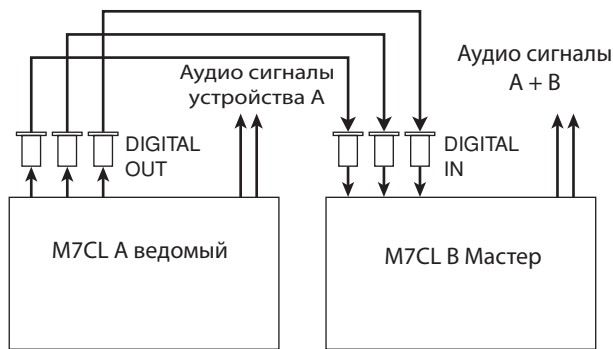 Аудио сигналы
устройства А
Аудио сигналы
А + В
DIGITAL
OUT
DIGITAL
IN
M7CL А ведомый
M7CL В Мастер